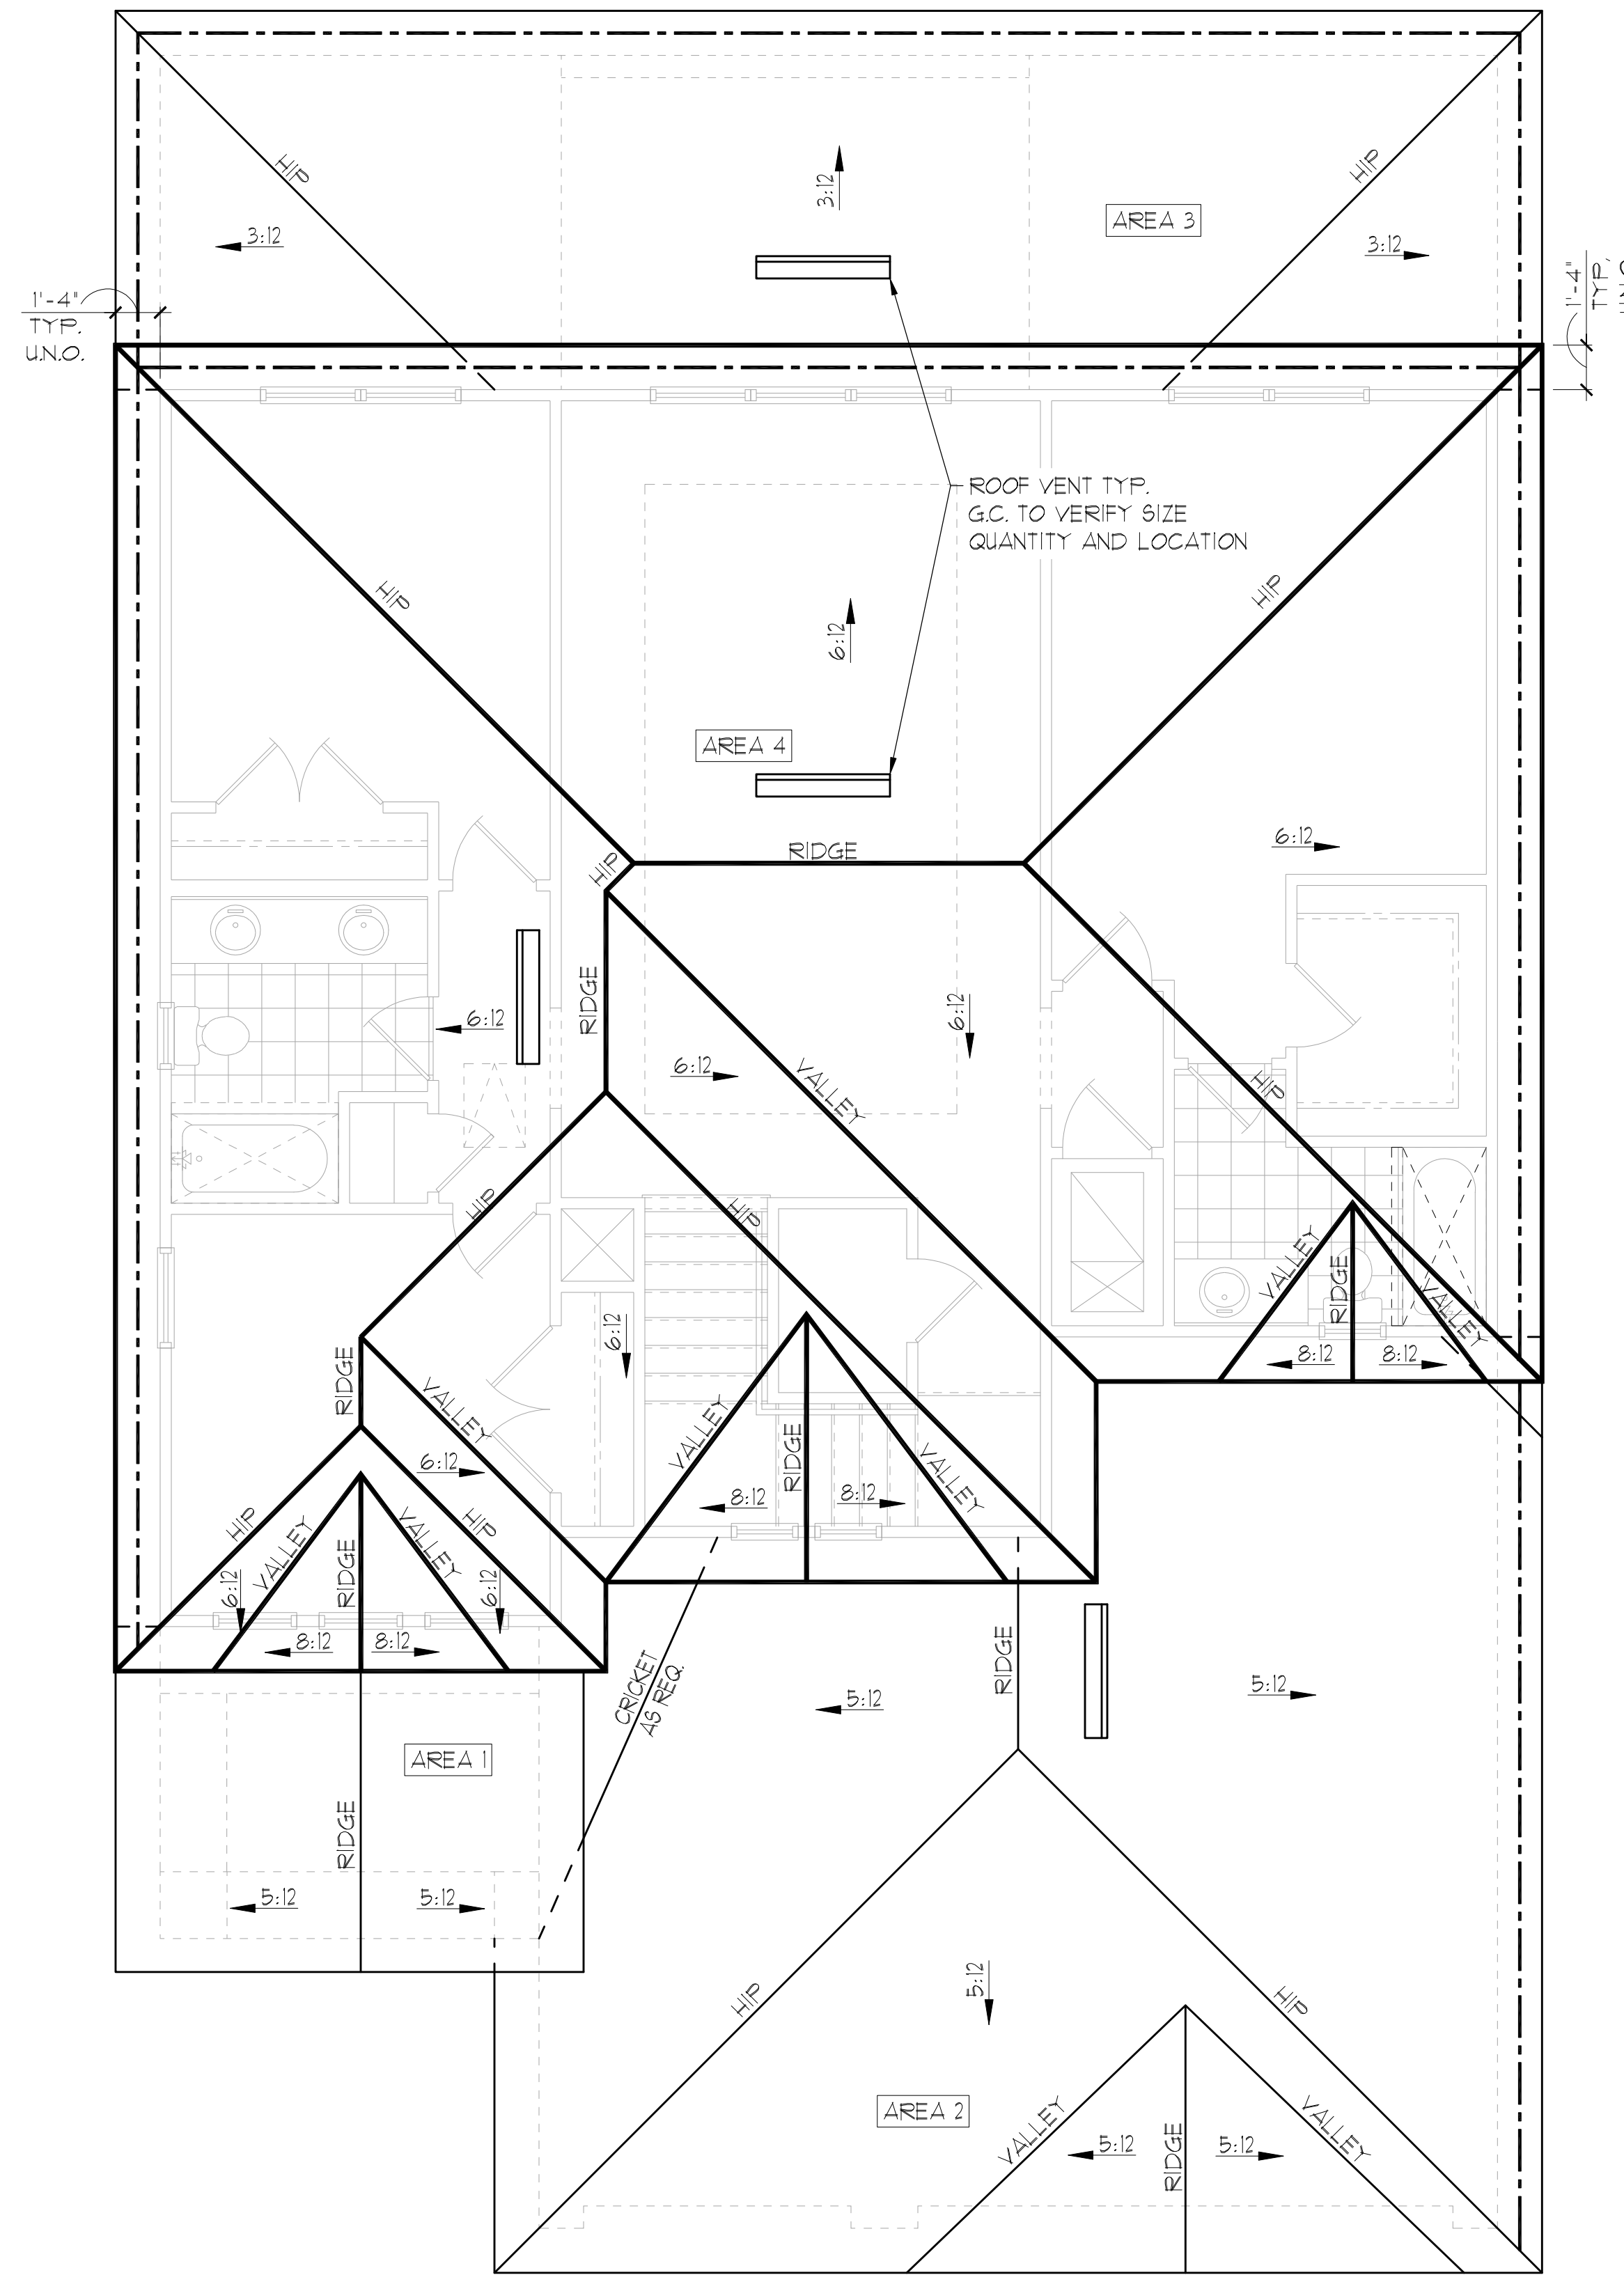 HIP
HIP
3:12
AREA 3
3:12
3:12
1'-4"
TYP.
U.N.O.
1'-4"
TYP.
ROOF VENT TYP.
G.C. TO VERIFY SIZE
QUANTITY AND LOCATION
HIP
HIP
6:12
AREA 4
RIDGE
6:12
HIP
RIDGE
6:12
6:12
6:12
VALLEY
HIP
HIP
HIP
VALLEY
RIDGE
VALLEY
8:12
8:12
6:12
RIDGE
VALLEY
6:12
VALLEY
RIDGE
VALLEY
8:12
8:12
HIP
HIP
VALLEY
RIDGE
VALLEY
6:12
6:12
8:12
8:12
CRICKET
AS REQ.
RIDGE
5:12
5:12
AREA 1
RIDGE
5:12
5:12
HIP
5:12
HIP
AREA 2
VALLEY
RIDGE
VALLEY
5:12
5:12